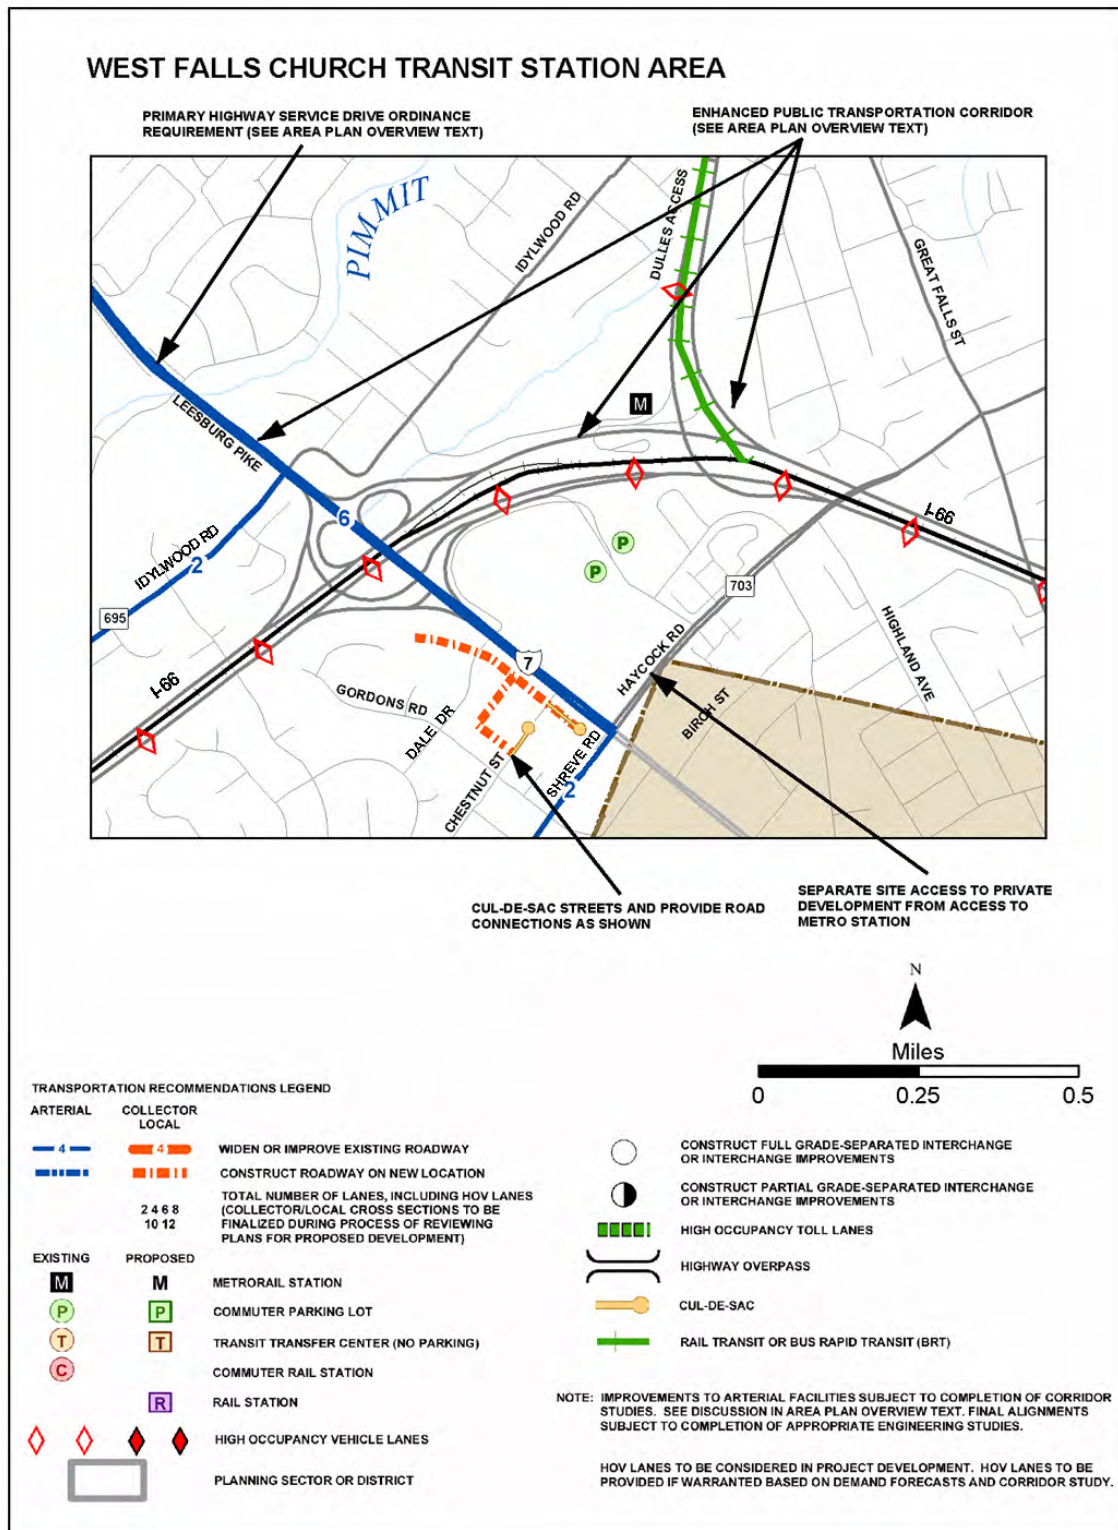 WEST FALLS CHURCH TRANSIT STATION AREA
PRIMARY HIGHWAY SERVICE DRIVE ORDINANCE
REQUIREMENT (SEE AREA PLAN OVERVIEW TEXT)
ENHANCED PUBLIC TRANSPORTATION CORRIDOR
(SEE AREA PLAN OVERVIEW TEXT)
PIMMIT
IDYLWOOD RD
DULLES ACCESS
GREAT FALLS ST
LEESBURG PIKE
M
6
I-66
IDYLWOOD RD
2
P
P
703
695
HIGHLAND AVE
HAYCOCK RD
7
I-66
GORDONS RD
DALE DR
BIRCH ST
SHREVE RD
CHESTNUT ST
2
CUL-DE-SAC STREETS AND PROVIDE ROAD
CONNECTIONS AS SHOWN
SEPARATE SITE ACCESS TO PRIVATE
DEVELOPMENT FROM ACCESS TO
METRO STATION
N
Miles
0 0.25 0.5
TRANSPORTATION RECOMMENDATIONS LEGEND
ARTERIAL COLLECTOR
LOCAL
4 4 WIDEN OR IMPROVE EXISTING ROADWAY
CONSTRUCT ROADWAY ON NEW LOCATION
2 4 6 8
10 12
TOTAL NUMBER OF LANES, INCLUDING HOV LANES
(COLLECTOR/LOCAL CROSS SECTIONS TO BE
FINALIZED DURING PROCESS OF REVIEWING
PLANS FOR PROPOSED DEVELOPMENT)
EXISTING PROPOSED
M M METRORAIL STATION
P P COMMUTER PARKING LOT
T T TRANSIT TRANSFER CENTER (NO PARKING)
C COMMUTER RAIL STATION
R RAIL STATION
HIGH OCCUPANCY VEHICLE LANES
PLANNING SECTOR OR DISTRICT
CONSTRUCT FULL GRADE-SEPARATED INTERCHANGE
OR INTERCHANGE IMPROVEMENTS
CONSTRUCT PARTIAL GRADE-SEPARATED INTERCHANGE
OR INTERCHANGE IMPROVEMENTS
HIGH OCCUPANCY TOLL LANES
HIGHWAY OVERPASS
CUL-DE-SAC
RAIL TRANSIT OR BUS RAPID TRANSIT (BRT)
NOTE: IMPROVEMENTS TO ARTERIAL FACILITIES SUBJECT TO COMPLETION OF CORRIDOR
STUDIES. SEE DISCUSSION IN AREA PLAN OVERVIEW TEXT. FINAL ALIGNMENTS
SUBJECT TO COMPLETION OF APPROPRIATE ENGINEERING STUDIES.
HOV LANES TO BE CONSIDERED IN PROJECT DEVELOPMENT. HOV LANES TO BE
PROVIDED IF WARRANTED BASED ON DEMAND FORECASTS AND CORRIDOR STUDY.